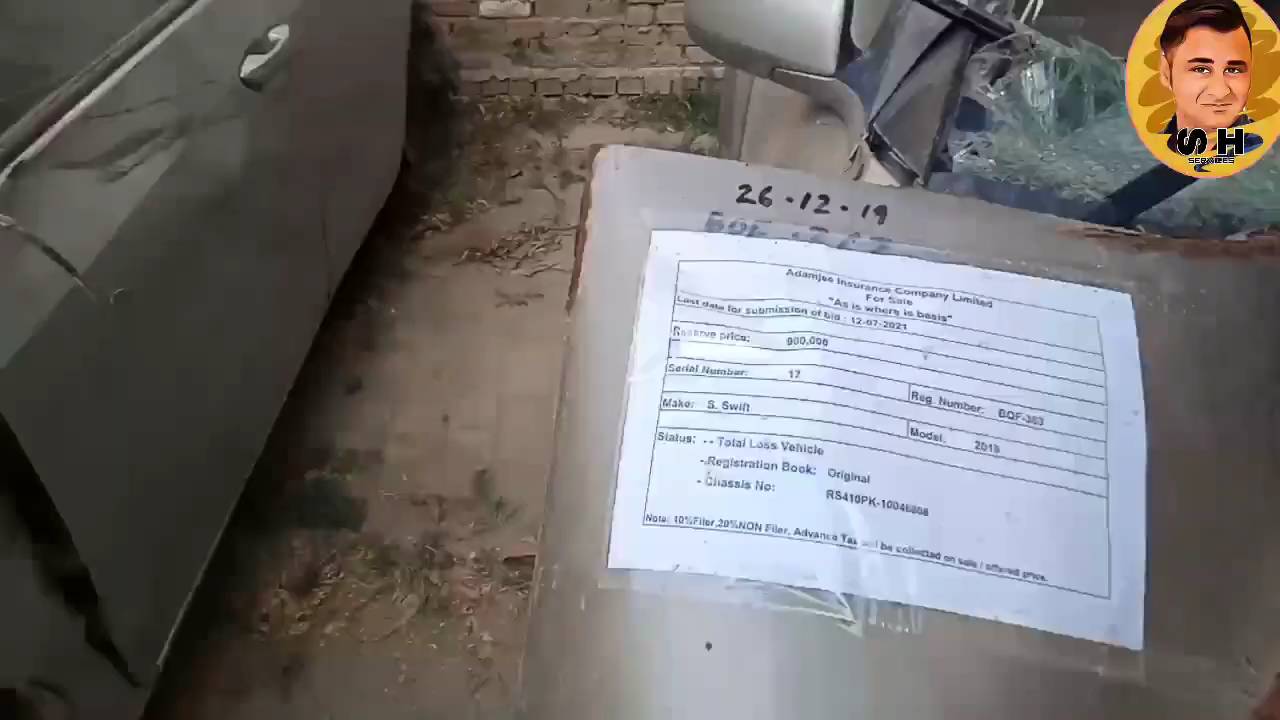 S H
SERVICES
26-12-19
Adamjee Insurance Company Limited
For Sale
"As is where is basis"
Last date for submission of bid : 12-07-2021
Reserve price: 900,000
Serial Number: 17
Reg. Number: BQF-363
Make: S. Swift
Model: 2018
Status: -- Total Loss Vehicle
- Registration Book: Original
- Chassis No: RS410PK-10046808
Note: 10%Filer,20%NON Filer, Advance Tax will be collected on sale / offered price.